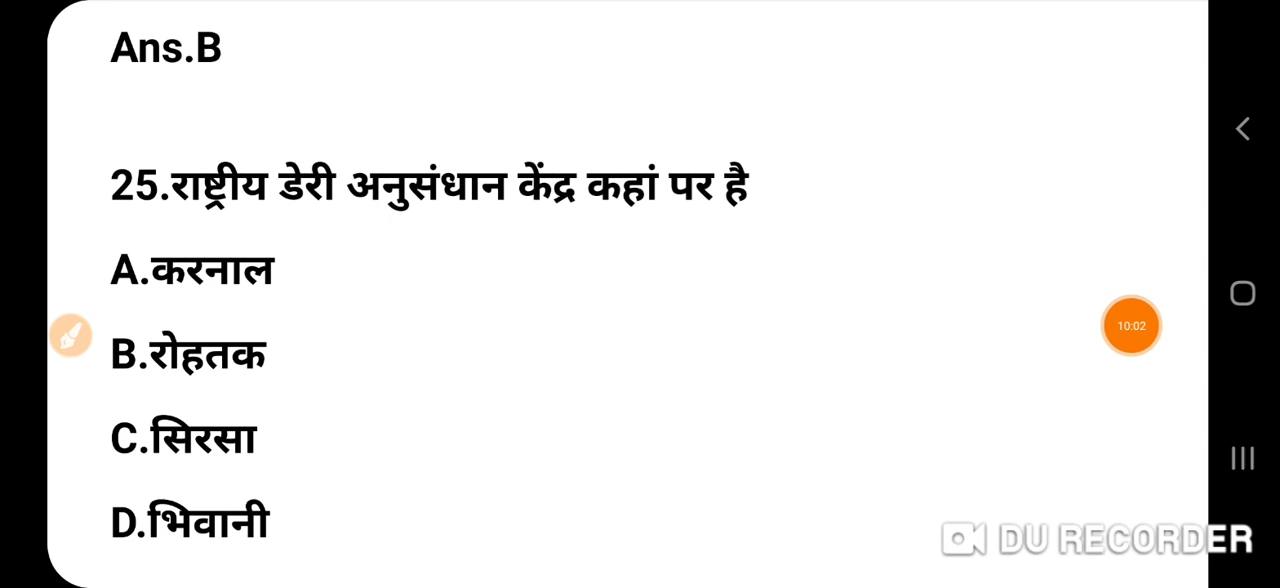 Ans.B
25.राष्ट्रीय डेरी अनुसंधान केंद्र कहां पर है
A.करनाल
10:02
B.रोहतक
C.सिरसा
D.भिवानी
DU RECORDER